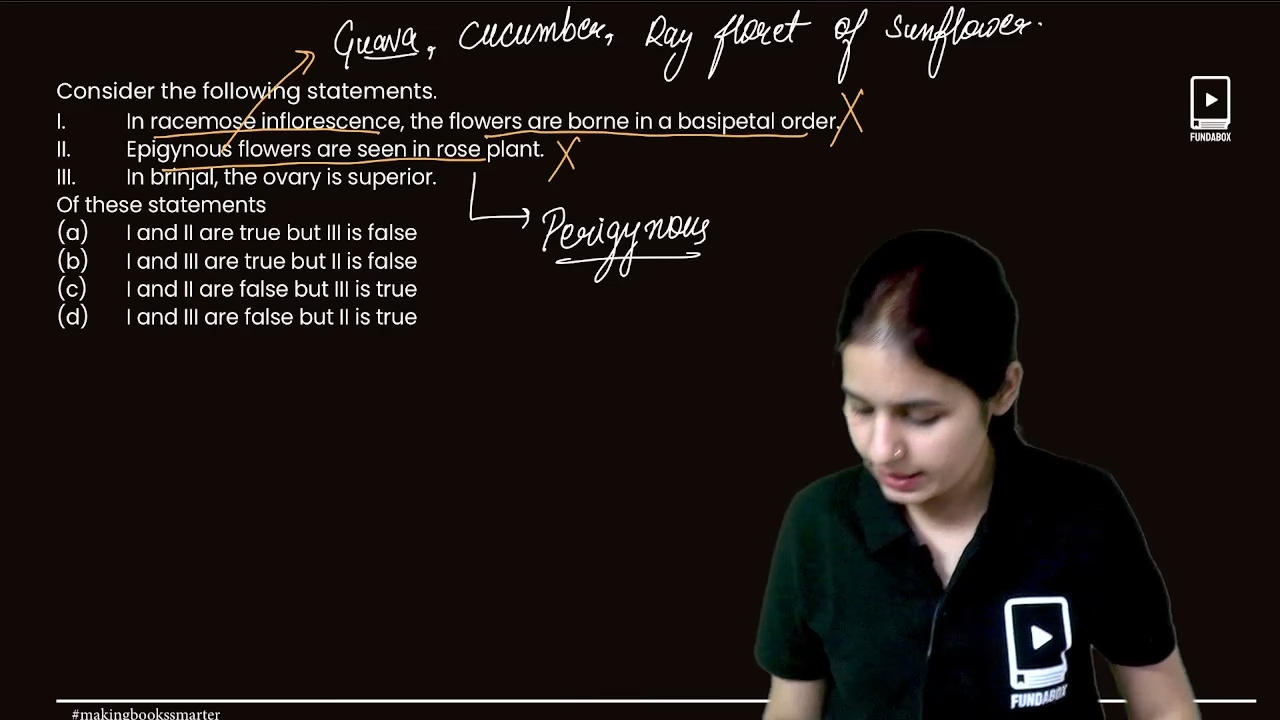 Guava, Cucumber, Ray floret of Sunflower.
Consider the following statements.
I. In racemose inflorescence, the flowers are borne in a basipetal order. X
II. Epigynous flowers are seen in rose plant. X
III. In brinjal, the ovary is superior.
Of these statements
Perigynous
(a) I and II are true but III is false
(b) I and III are true but II is false
(c) I and II are false but III is true
(d) I and III are false but II is true
FUNDABOX
FUNDABOX
#makingbookssmarter